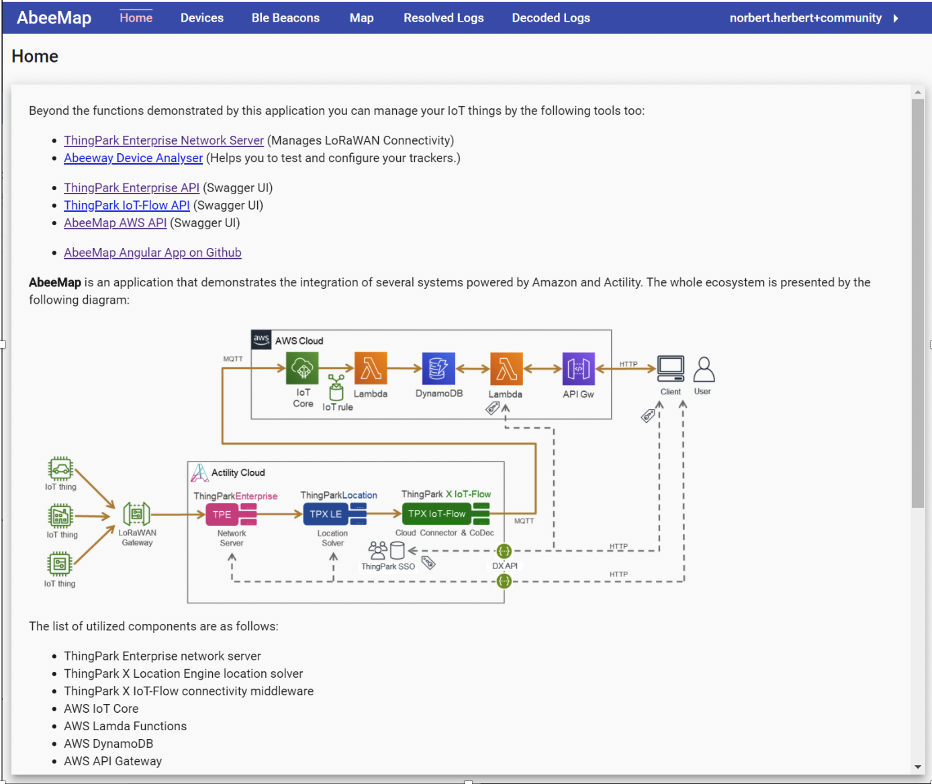 AbeeMap Home Devices Ble Beacons Map Resolved Logs Decoded Logs norbert.herbert+community
Home
Beyond the functions demonstrated by this application you can manage your IoT things by the following tools too:
ThingPark Enterprise Network Server (Manages LoRaWAN Connectivity)
Abeeway Device Analyser (Helps you to test and configure your trackers.)
ThingPark Enterprise API (Swagger UI)
ThingPark IoT-Flow API (Swagger UI)
AbeeMap AWS API (Swagger UI)
AbeeMap Angular App on Github
AbeeMap is an application that demonstrates the integration of several systems powered by Amazon and Actility. The whole ecosystem is presented by the
following diagram:
aws AWS Cloud
MQTT
HTTP
IoT
Core
IoT rule
Lambda
DynamoDB
Lambda
API Gw
Client
User
Actility Cloud
IoT thing
IoT thing
IoT thing
LoRaWAN
Gateway
ThingParkEnterprise
TPE
Network
Server
ThingParkLocation
TPX LE
Location
Solver
ThingPark X IoT-Flow
TPX IoT-Flow
Cloud Connector & CoDec
MQTT
ThingPark SSO
DX API
HTTP
HTTP
The list of utilized components are as follows:
ThingPark Enterprise network server
ThingPark X Location Engine location solver
ThingPark X IoT-Flow connectivity middleware
AWS IoT Core
AWS Lamda Functions
AWS DynamoDB
AWS API Gateway